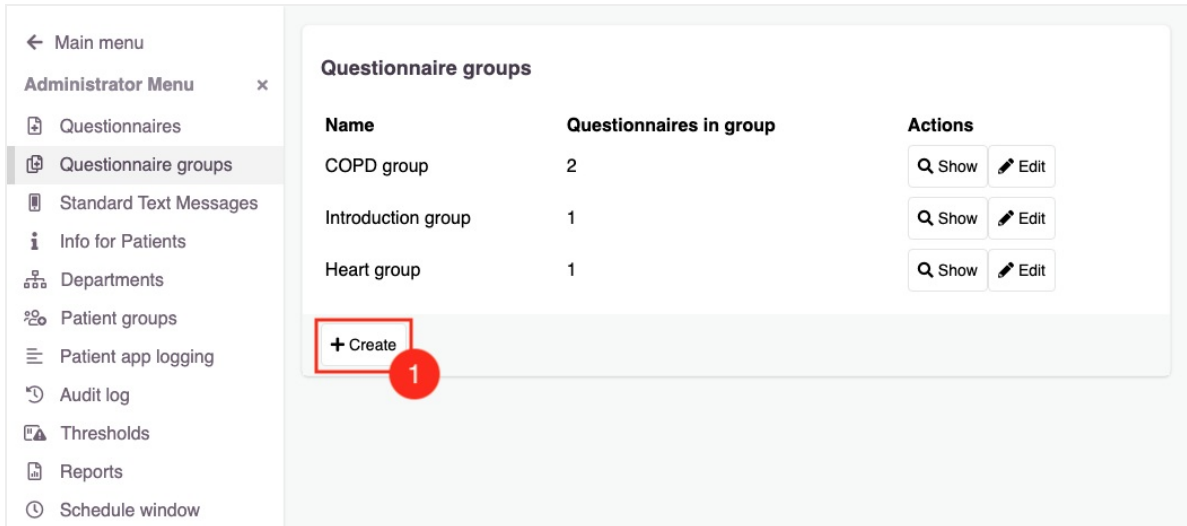 Main menu
Administrator Menu ×
Questionnaires
Questionnaire groups
Standard Text Messages
Info for Patients
Departments
Patient groups
Patient app logging
Audit log
Thresholds
Reports
Schedule window
Questionnaire groups
Name Questionnaires in group Actions
COPD group 2 Show Edit
Introduction group 1 Show Edit
Heart group 1 Show Edit
+ Create
1